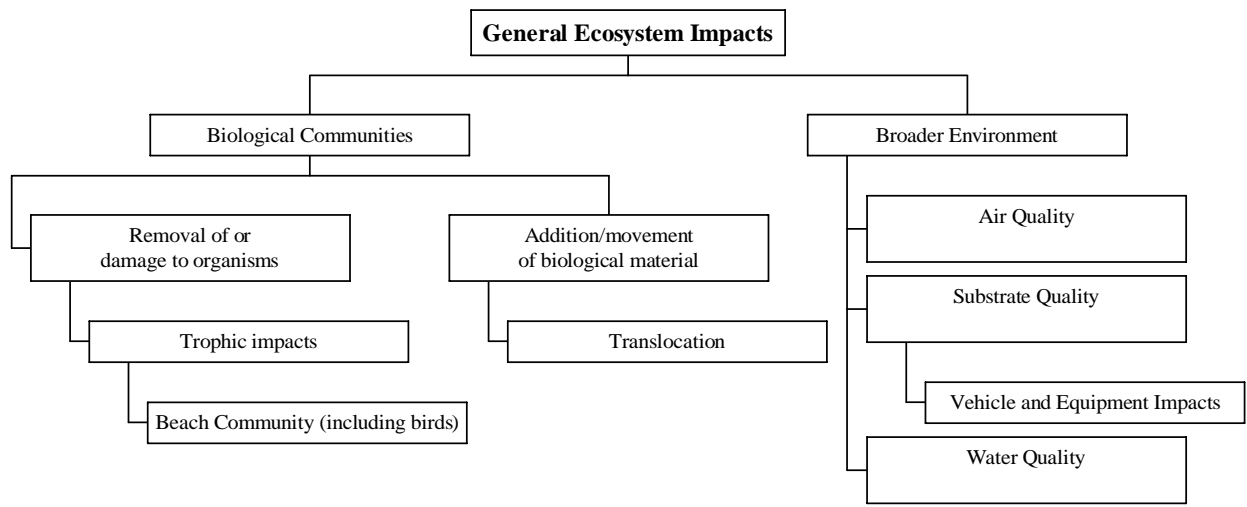 General Ecosystem Impacts
Biological Communities
Broader Environment
Removal of or
damage to organisms
Addition/movement
of biological material
Air Quality
Trophic impacts
Translocation
Substrate Quality
Beach Community (including birds)
Vehicle and Equipment Impacts
Water Quality